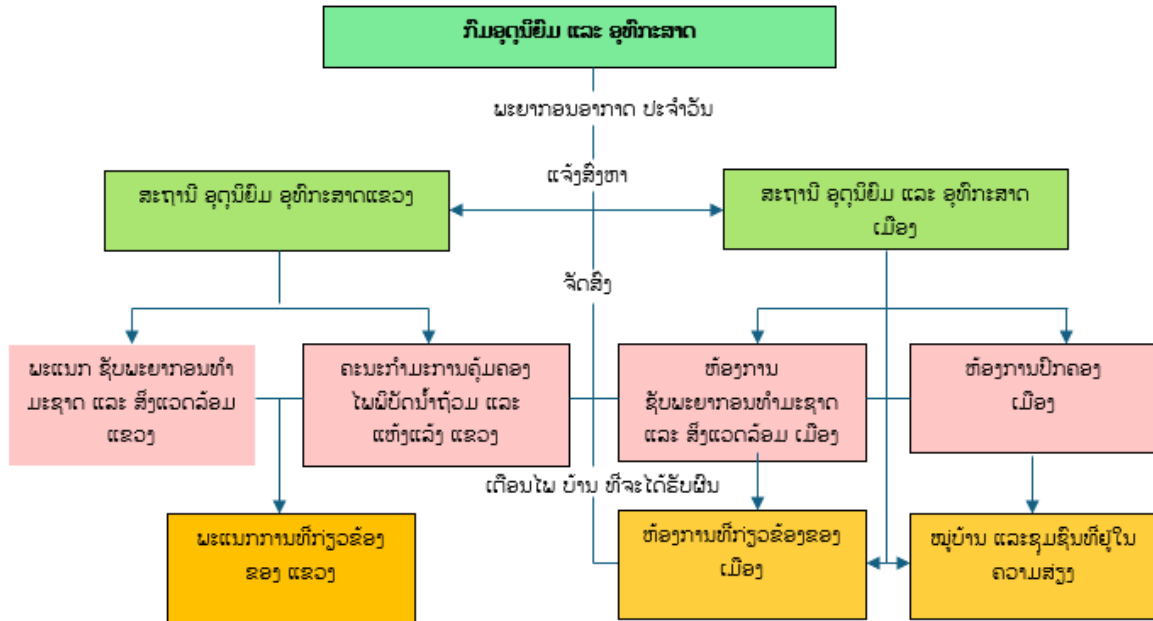 ກົມອຸຕຸນິຍົມ ແລະ ອຸທົກກະສາດ
ພະຍາກອນອາກາດ ປະຈຳວັນ
ແຈ້ງສົ່ງຫາ
ສະຖານີ ອຸຕຸນິຍົມ ອຸທົກກະສາດແຂວງ
ສະຖານີ ອຸຕຸນິຍົມ ແລະ ອຸທົກກະສາດ
ເມືອງ
ຈັດສົ່ງ
ພະແນກ ຊັບພະຍາກອນທຳ
ມະຊາດ ແລະ ສິ່ງແວດລ້ອມ
ແຂວງ
ຄະນະກຳມະການຄຸ້ມຄອງ
ໄພພິບັດນ້ຳຖ້ວມ ແລະ
ແຫ້ງແລ້ງ ແຂວງ
ຫ້ອງການ
ຊັບພະຍາກອນທຳມະຊາດ
ແລະ ສິ່ງແວດລ້ອມ ເມືອງ
ຫ້ອງການປົກຄອງ
ເມືອງ
ເຕືອນໄພ ບ້ານ ທີ່ຈະໄດ້ຮັບຜົນ
ພະແນກການທີ່ກ່ຽວຂ້ອງ
ຂອງ ແຂວງ
ຫ້ອງການທີ່ກ່ຽວຂ້ອງຂອງ
ເມືອງ
ໝູ່ບ້ານ ແລະຊຸມຊົນທີ່ຢູ່ໃນ
ຄວາມສ່ຽງ